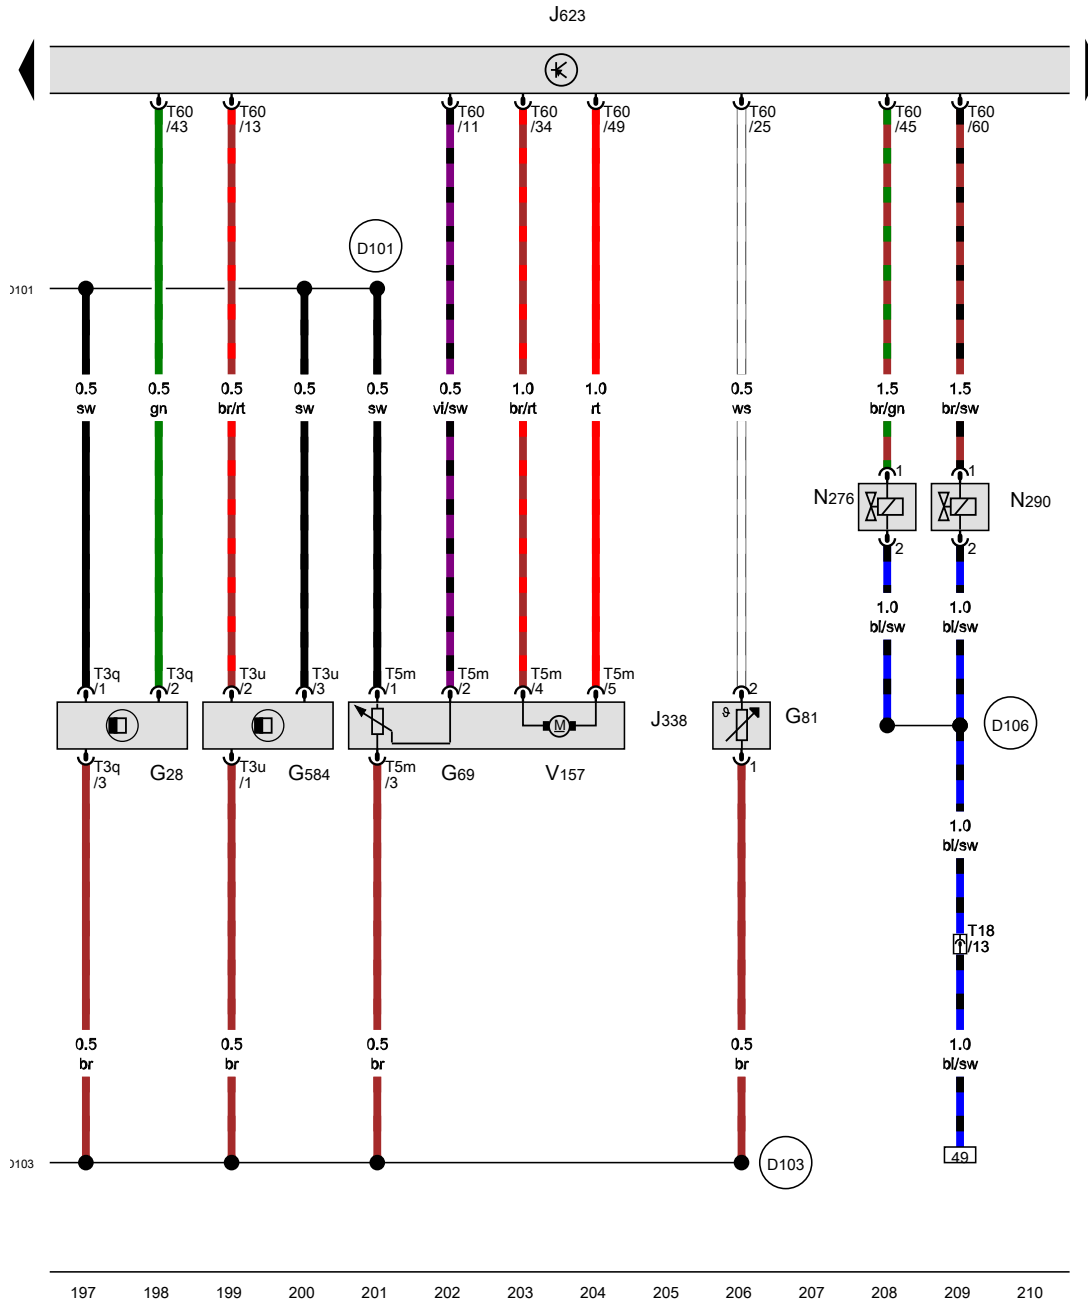 J623
T60 T60 T60 T60 T60 T60 T60 T60
/43 /13 /11 /34 /49 /25 /45 /60
D101
D101
0.5 0.5 0.5 0.5 0.5 0.5 1.0 1.0 0.5 1.5 1.5
sw gn br/rt sw sw vi/sw br/rt rt ws br/gn br/sw
1 1
N276 N290
2 2
1.0 1.0
bl/sw bl/sw
T3q T3q T3u T3u T5m T5m T5m T5m
/1 /2 /2 /3 /1 /2 /4 /5 2
ϑ M J338 G81 D106
T3q G28 T3u G584 T5m G69 V157 1
/3 /1 /3
1.0
bl/sw
T18
/13
0.5 0.5 0.5 0.5 1.0
br br br br bl/sw
49
D103 D103
197 198 199 200 201 202 203 204 205 206 207 208 209 210